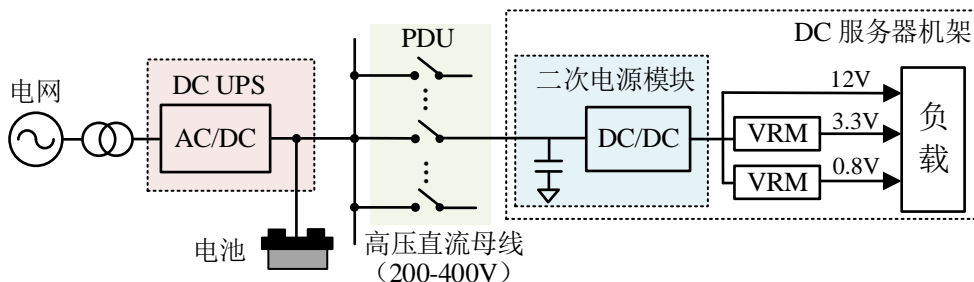 DC 服务器机架
PDU
电网
DC UPS
二次电源模块
12V
AC/DC
DC/DC
VRM
3.3V
负载
VRM
0.8V
电池
高压直流母线
（200-400V）